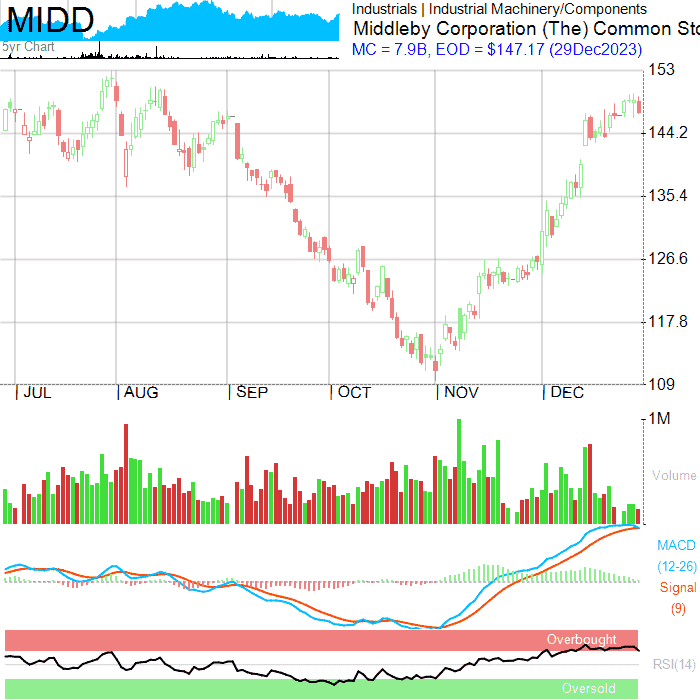 MIDD
5yr Chart
Industrials | Industrial Machinery/Components
Middleby Corporation (The) Common Sto
MC = 7.9B, EOD = $147.17 (29Dec2023)
153
144.2
135.4
126.6
117.8
109
| JUL | AUG | SEP | OCT | NOV | DEC
1M
Volume
MACD
(12-26)
Signal
(9)
Overbought
RSI(14)
Oversold